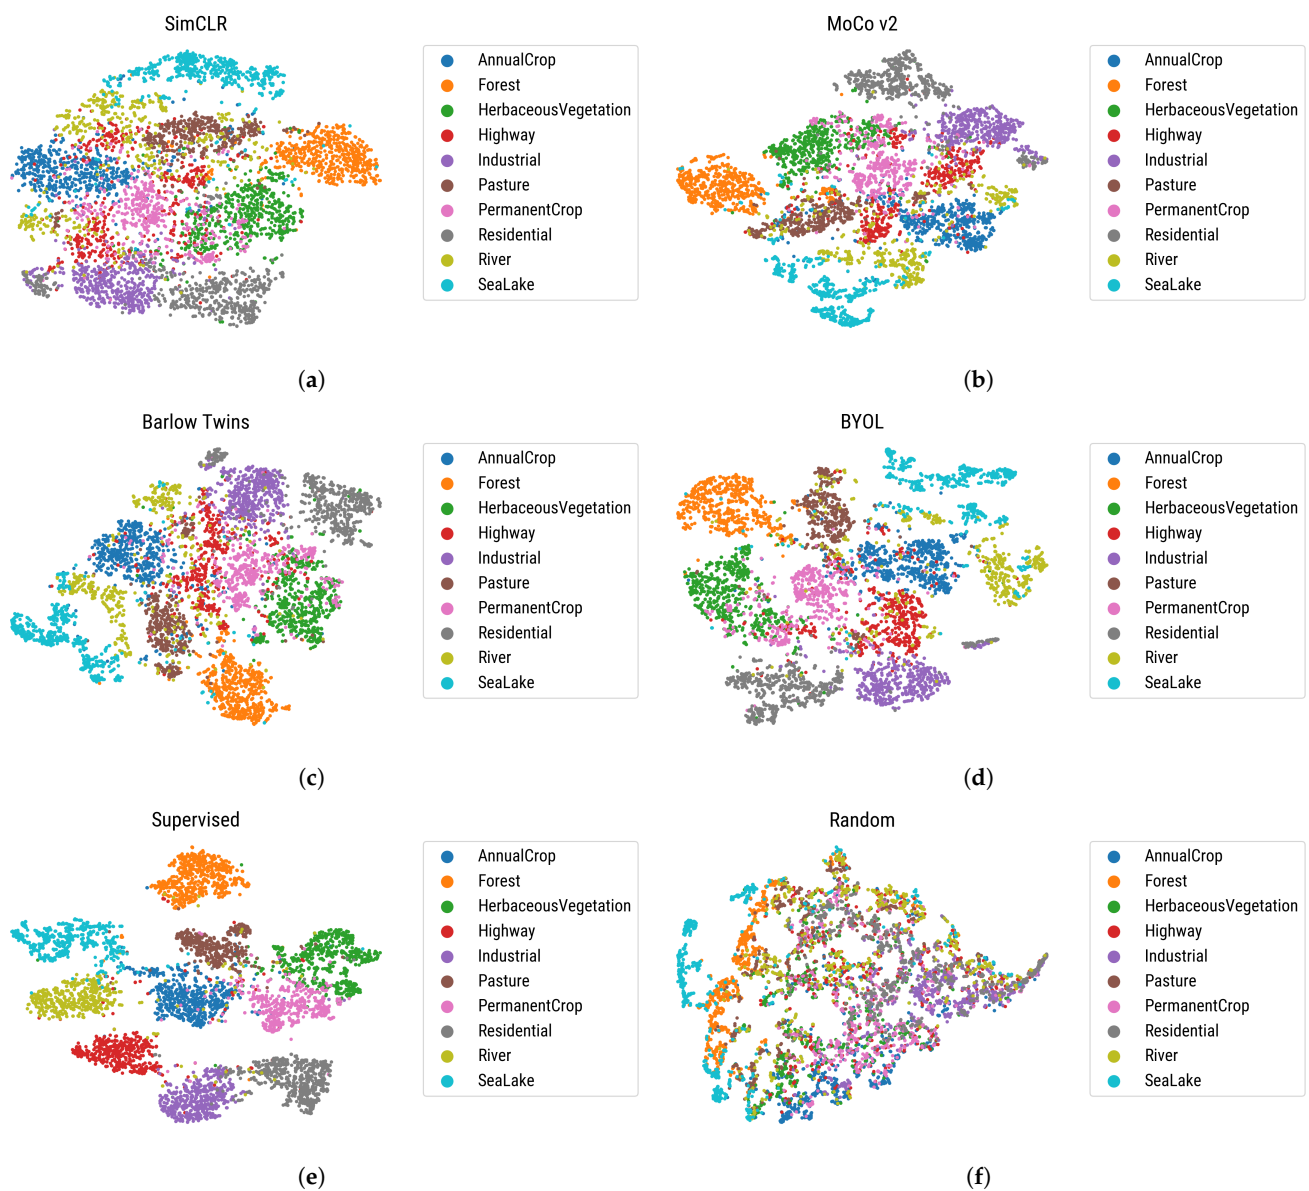 SimCLR
AnnualCrop
Forest
HerbaceousVegetation
Highway
Industrial
Pasture
PermanentCrop
Residential
River
SeaLake
(a)
MoCo v2
AnnualCrop
Forest
HerbaceousVegetation
Highway
Industrial
Pasture
PermanentCrop
Residential
River
SeaLake
(b)
Barlow Twins
AnnualCrop
Forest
HerbaceousVegetation
Highway
Industrial
Pasture
PermanentCrop
Residential
River
SeaLake
(c)
BYOL
AnnualCrop
Forest
HerbaceousVegetation
Highway
Industrial
Pasture
PermanentCrop
Residential
River
SeaLake
(d)
Supervised
AnnualCrop
Forest
HerbaceousVegetation
Highway
Industrial
Pasture
PermanentCrop
Residential
River
SeaLake
(e)
Random
AnnualCrop
Forest
HerbaceousVegetation
Highway
Industrial
Pasture
PermanentCrop
Residential
River
SeaLake
(f)